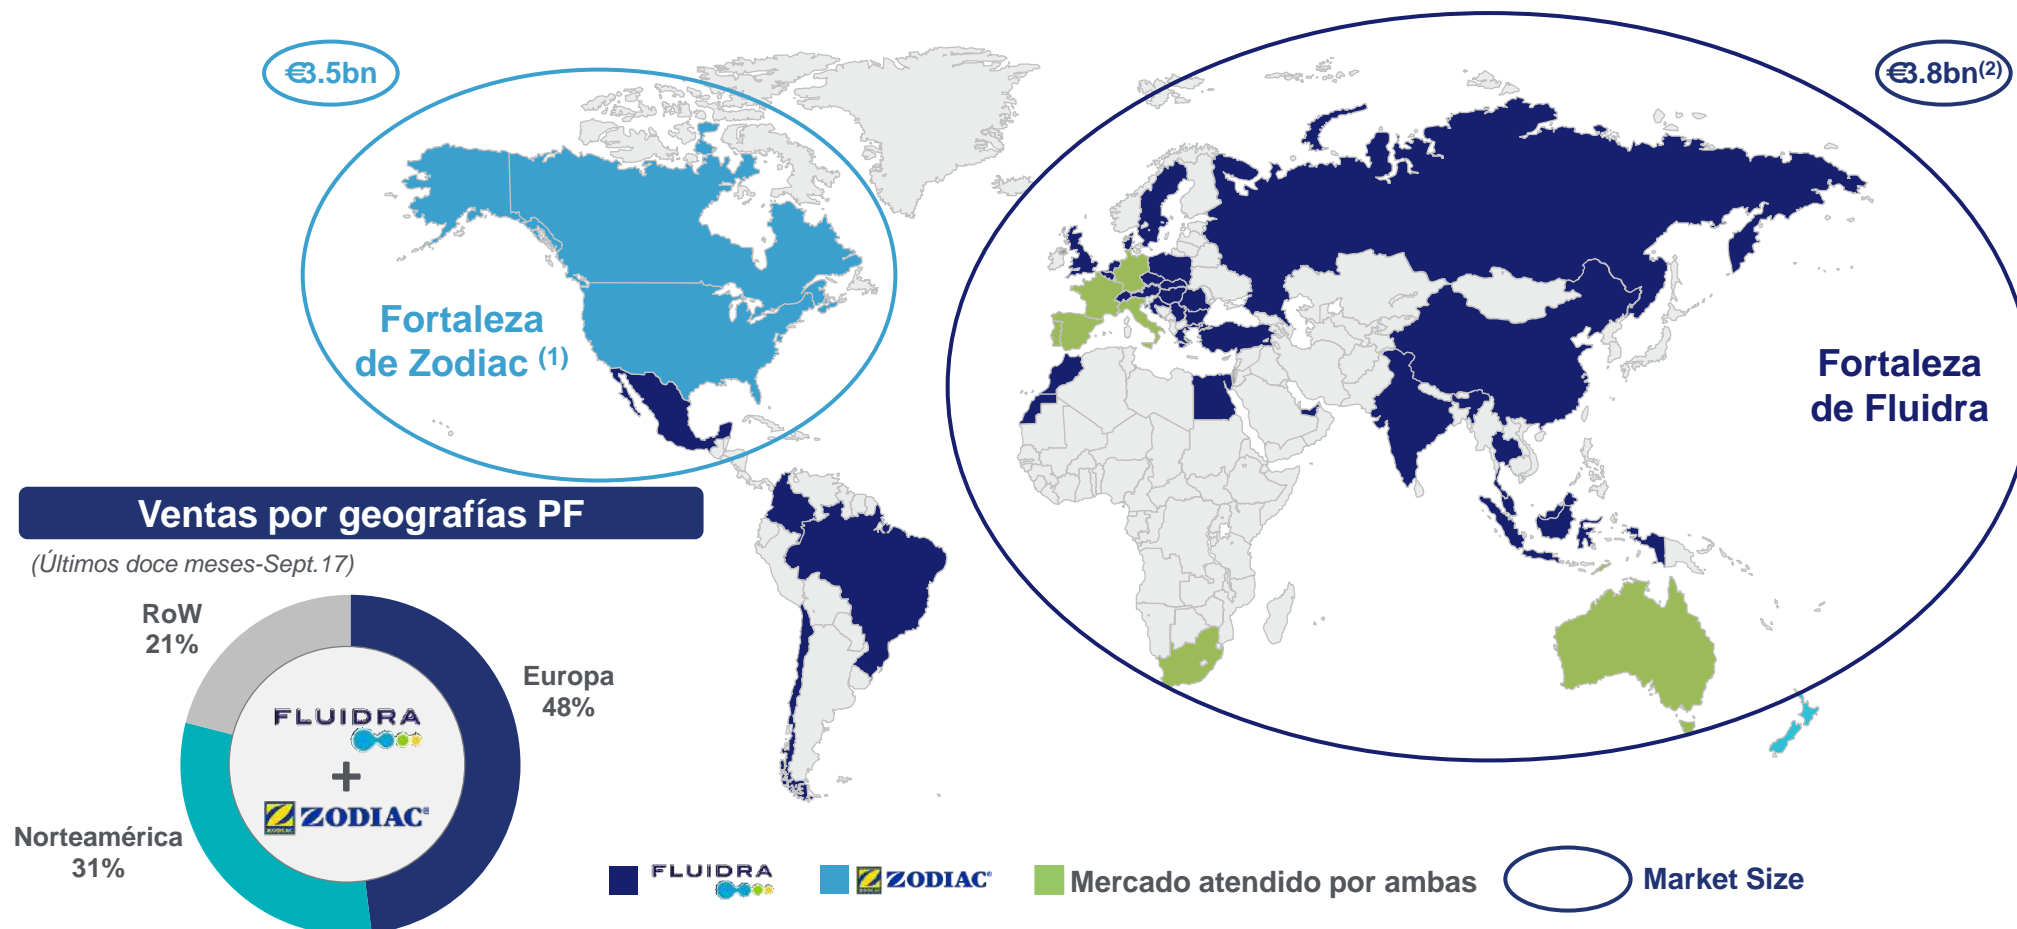 €3.5bn
€3.8bn(2)
Fortaleza
de Zodiac (1)
Fortaleza
de Fluidra
Ventas por geografías PF
(Últimos doce meses-Sept.17)
RoW
21%
Europa
48%
Norteamérica
31%
FLUIDRA
+
ZODIAC
FLUIDRA
ZODIAC
Mercado atendido por ambas
Market Size